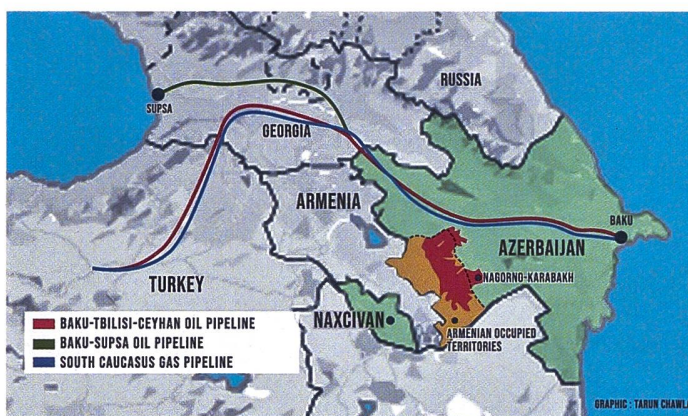 RUSSIA
SUPSA
GEORGIA
ARMENIA
BAKU
AZERBAIJAN
TURKEY
NAGORNO-KARABAKH
NAXCIVAN
ARMENIAN OCCUPIED
TERRITORIES
BAKU-TBILISI-CEYHAN OIL PIPELINE
BAKU-SUPSA OIL PIPELINE
SOUTH CAUCASUS GAS PIPELINE
GRAPHIC : TARUN CHAWLA